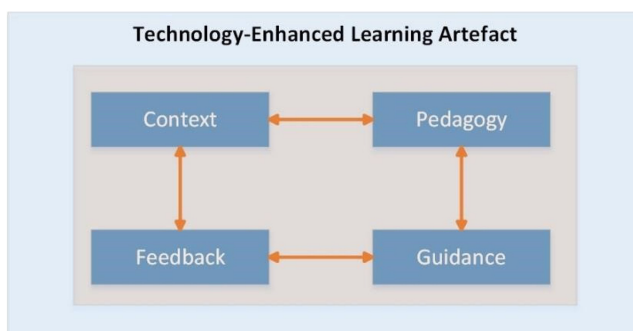 Technology-Enhanced Learning Artefact
Context
Pedagogy
Feedback
Guidance